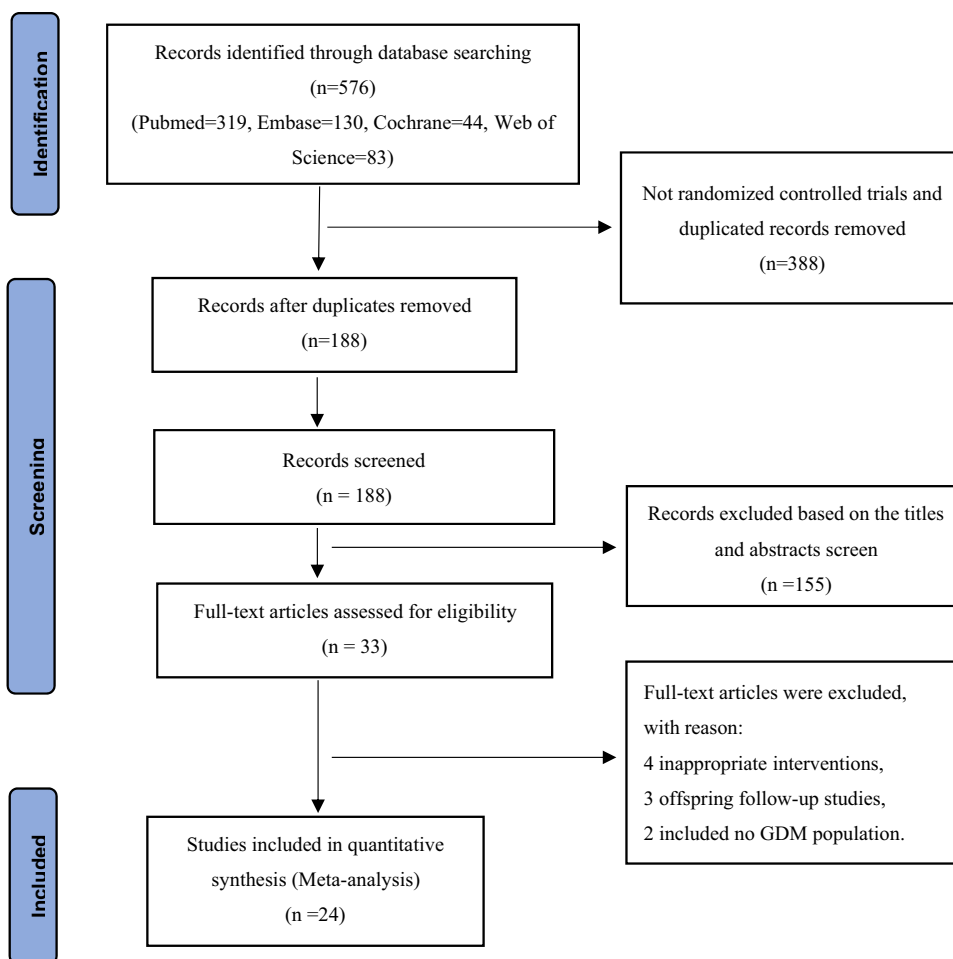 Identification
Records identified through database searching
(n=576)
(Pubmed=319, Embase=130, Cochrane=44, Web of
Science=83)
Not randomized controlled trials and
duplicated records removed
(n=388)
Screening
Records after duplicates removed
(n=188)
Records screened
(n = 188)
Records excluded based on the titles
and abstracts screen
(n =155)
Full-text articles assessed for eligibility
(n = 33)
Full-text articles were excluded,
with reason:
4 inappropriate interventions,
3 offspring follow-up studies,
2 included no GDM population.
Included
Studies included in quantitative
synthesis (Meta-analysis)
(n =24)